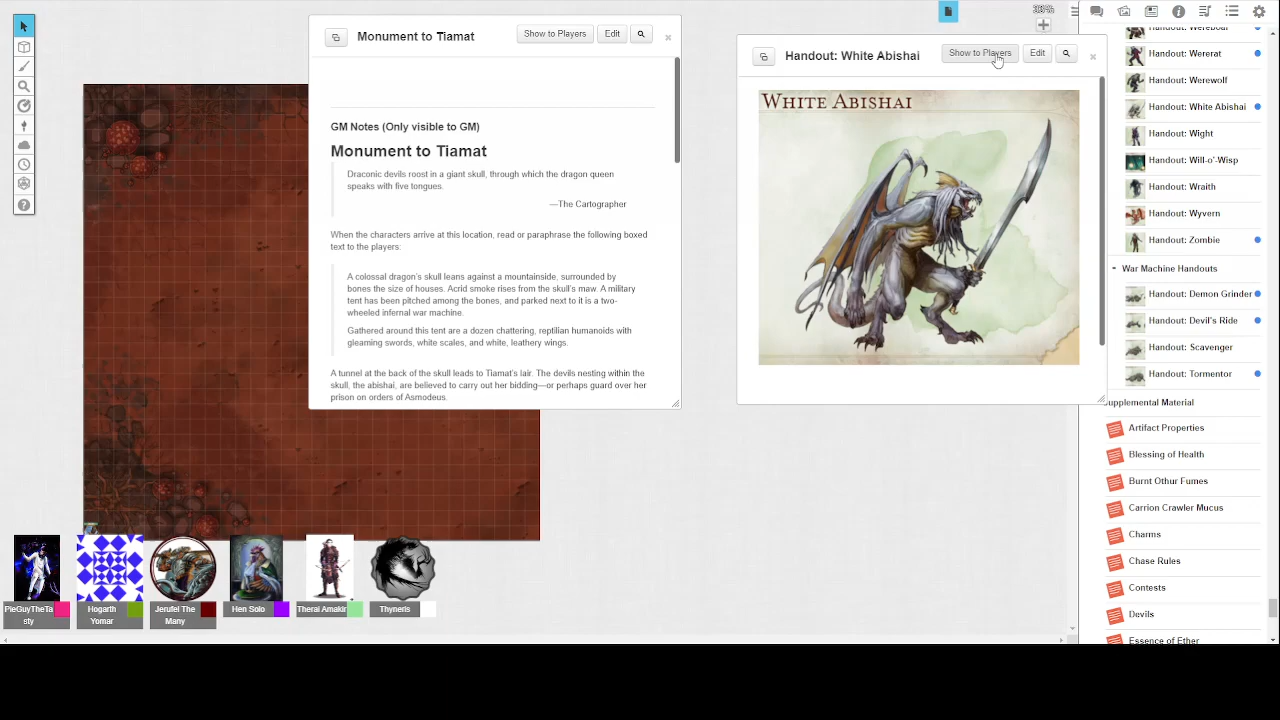 Monument to Tiamat
Show to Players
Edit
GM Notes (Only visible to GM)
Monument to Tiamat
Draconic devils roost in a giant skull, through which the dragon queen
speaks with five tongues.
—The Cartographer
When the characters arrive at this location, read or paraphrase the following boxed
text to the players:
A colossal dragon's skull leans against a mountainside, surrounded by
bones the size of houses. Acrid smoke rises from the skull's maw. A military
tent has been pitched among the bones, and parked next to it is a two-
wheeled infernal war machine.
Gathered around this tent are a dozen chattering, reptilian humanoids with
gleaming swords, white scales, and white, leathery wings.
A tunnel at the back of the skull leads to Tiamat's lair. The devils nesting within the
skull, the abishai, are believed to carry out her bidding—or perhaps guard over her
prison on orders of Asmodeus.
Handout: White Abishai
Show to Players
Edit
WHITE ABISHAI
Handout: Wereboar
Handout: Wererat
Handout: Werewolf
Handout: White Abishai
Handout: Wight
Handout: Will-o'-Wisp
Handout: Wraith
Handout: Wyvern
Handout: Zombie
War Machine Handouts
Handout: Demon Grinder
Handout: Devil's Ride
Handout: Scavenger
Handout: Tormentor
Supplemental Material
Artifact Properties
Blessing of Health
Burnt Othur Fumes
Carrion Crawler Mucus
Charms
Chase Rules
Contests
Devils
Essence of Ether
PieGuyTheTa
sty
Hogarth
Yomar
Jerufel The
Many
Hen Solo
Therai Amakir
Thyneris